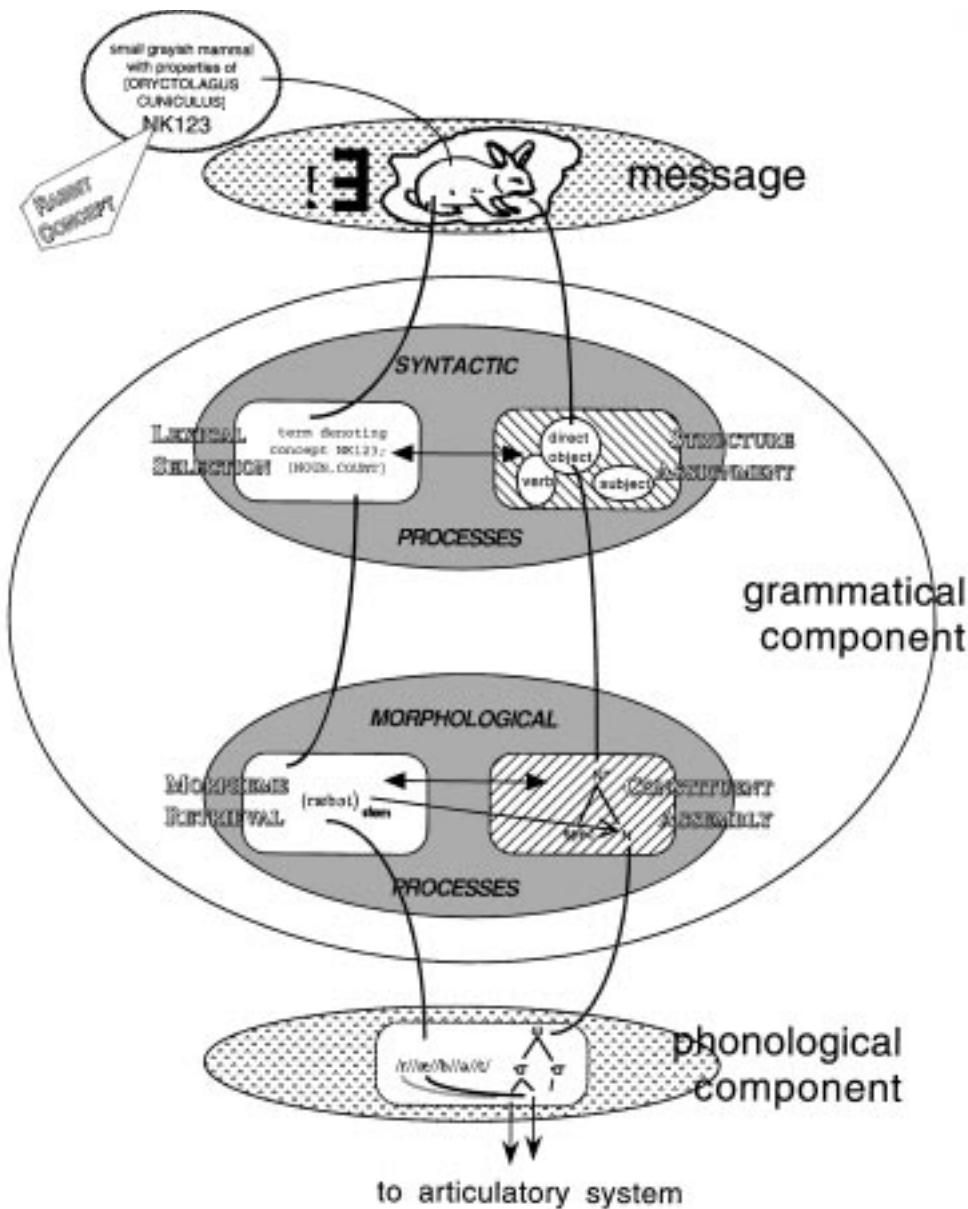 small grayish mammal
with properties of
[ORYCTOLAGUS
CUNICULUS]
NK123
RABBIT
CONCEPT
message
SYNTACTIC
LEXICAL
SELECTION
term denoting
concept NK123;
[NOUN.COUNT]
direct
object
verb
subject
STRUCTURE
ASSIGNMENT
PROCESSES
grammatical
component
MORPHOLOGICAL
MORPHEME
RETRIEVAL
stem
N
CONSTITUENT
ASSEMBLY
PROCESSES
phonological
component
/r//æ//b//a//t/
σ σ
to articulatory system